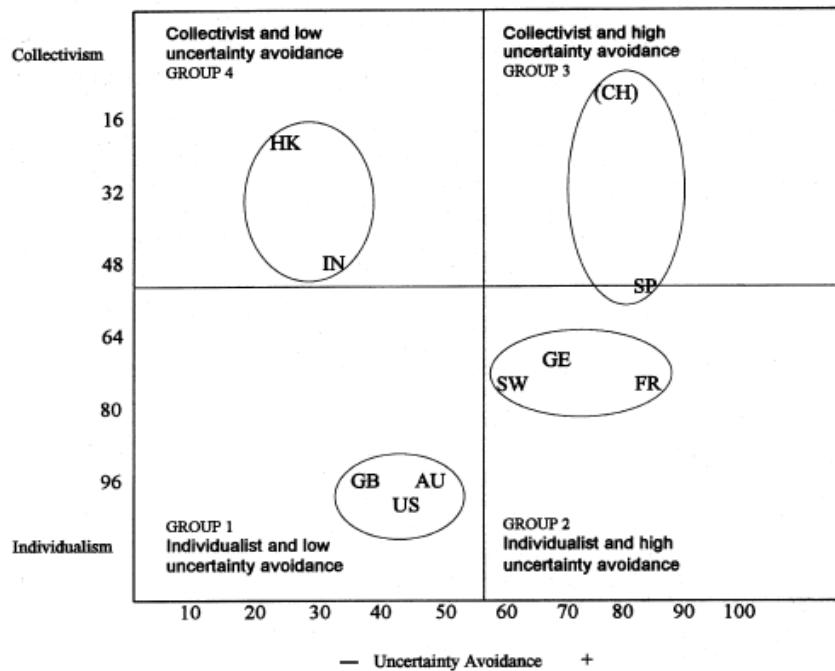 Collectivist and low
uncertainty avoidance
GROUP 4
Collectivist and high
uncertainty avoidance
GROUP 3
Collectivism
(CH)
16
HK
32
IN
48
SP
64
GE
SW
FR
80
96
GB
AU
US
GROUP 1
Individualist and low
uncertainty avoidance
GROUP 2
Individualist and high
uncertainty avoidance
Individualism
10 20 30 40 50 60 70 80 90 100
— Uncertainty Avoidance +